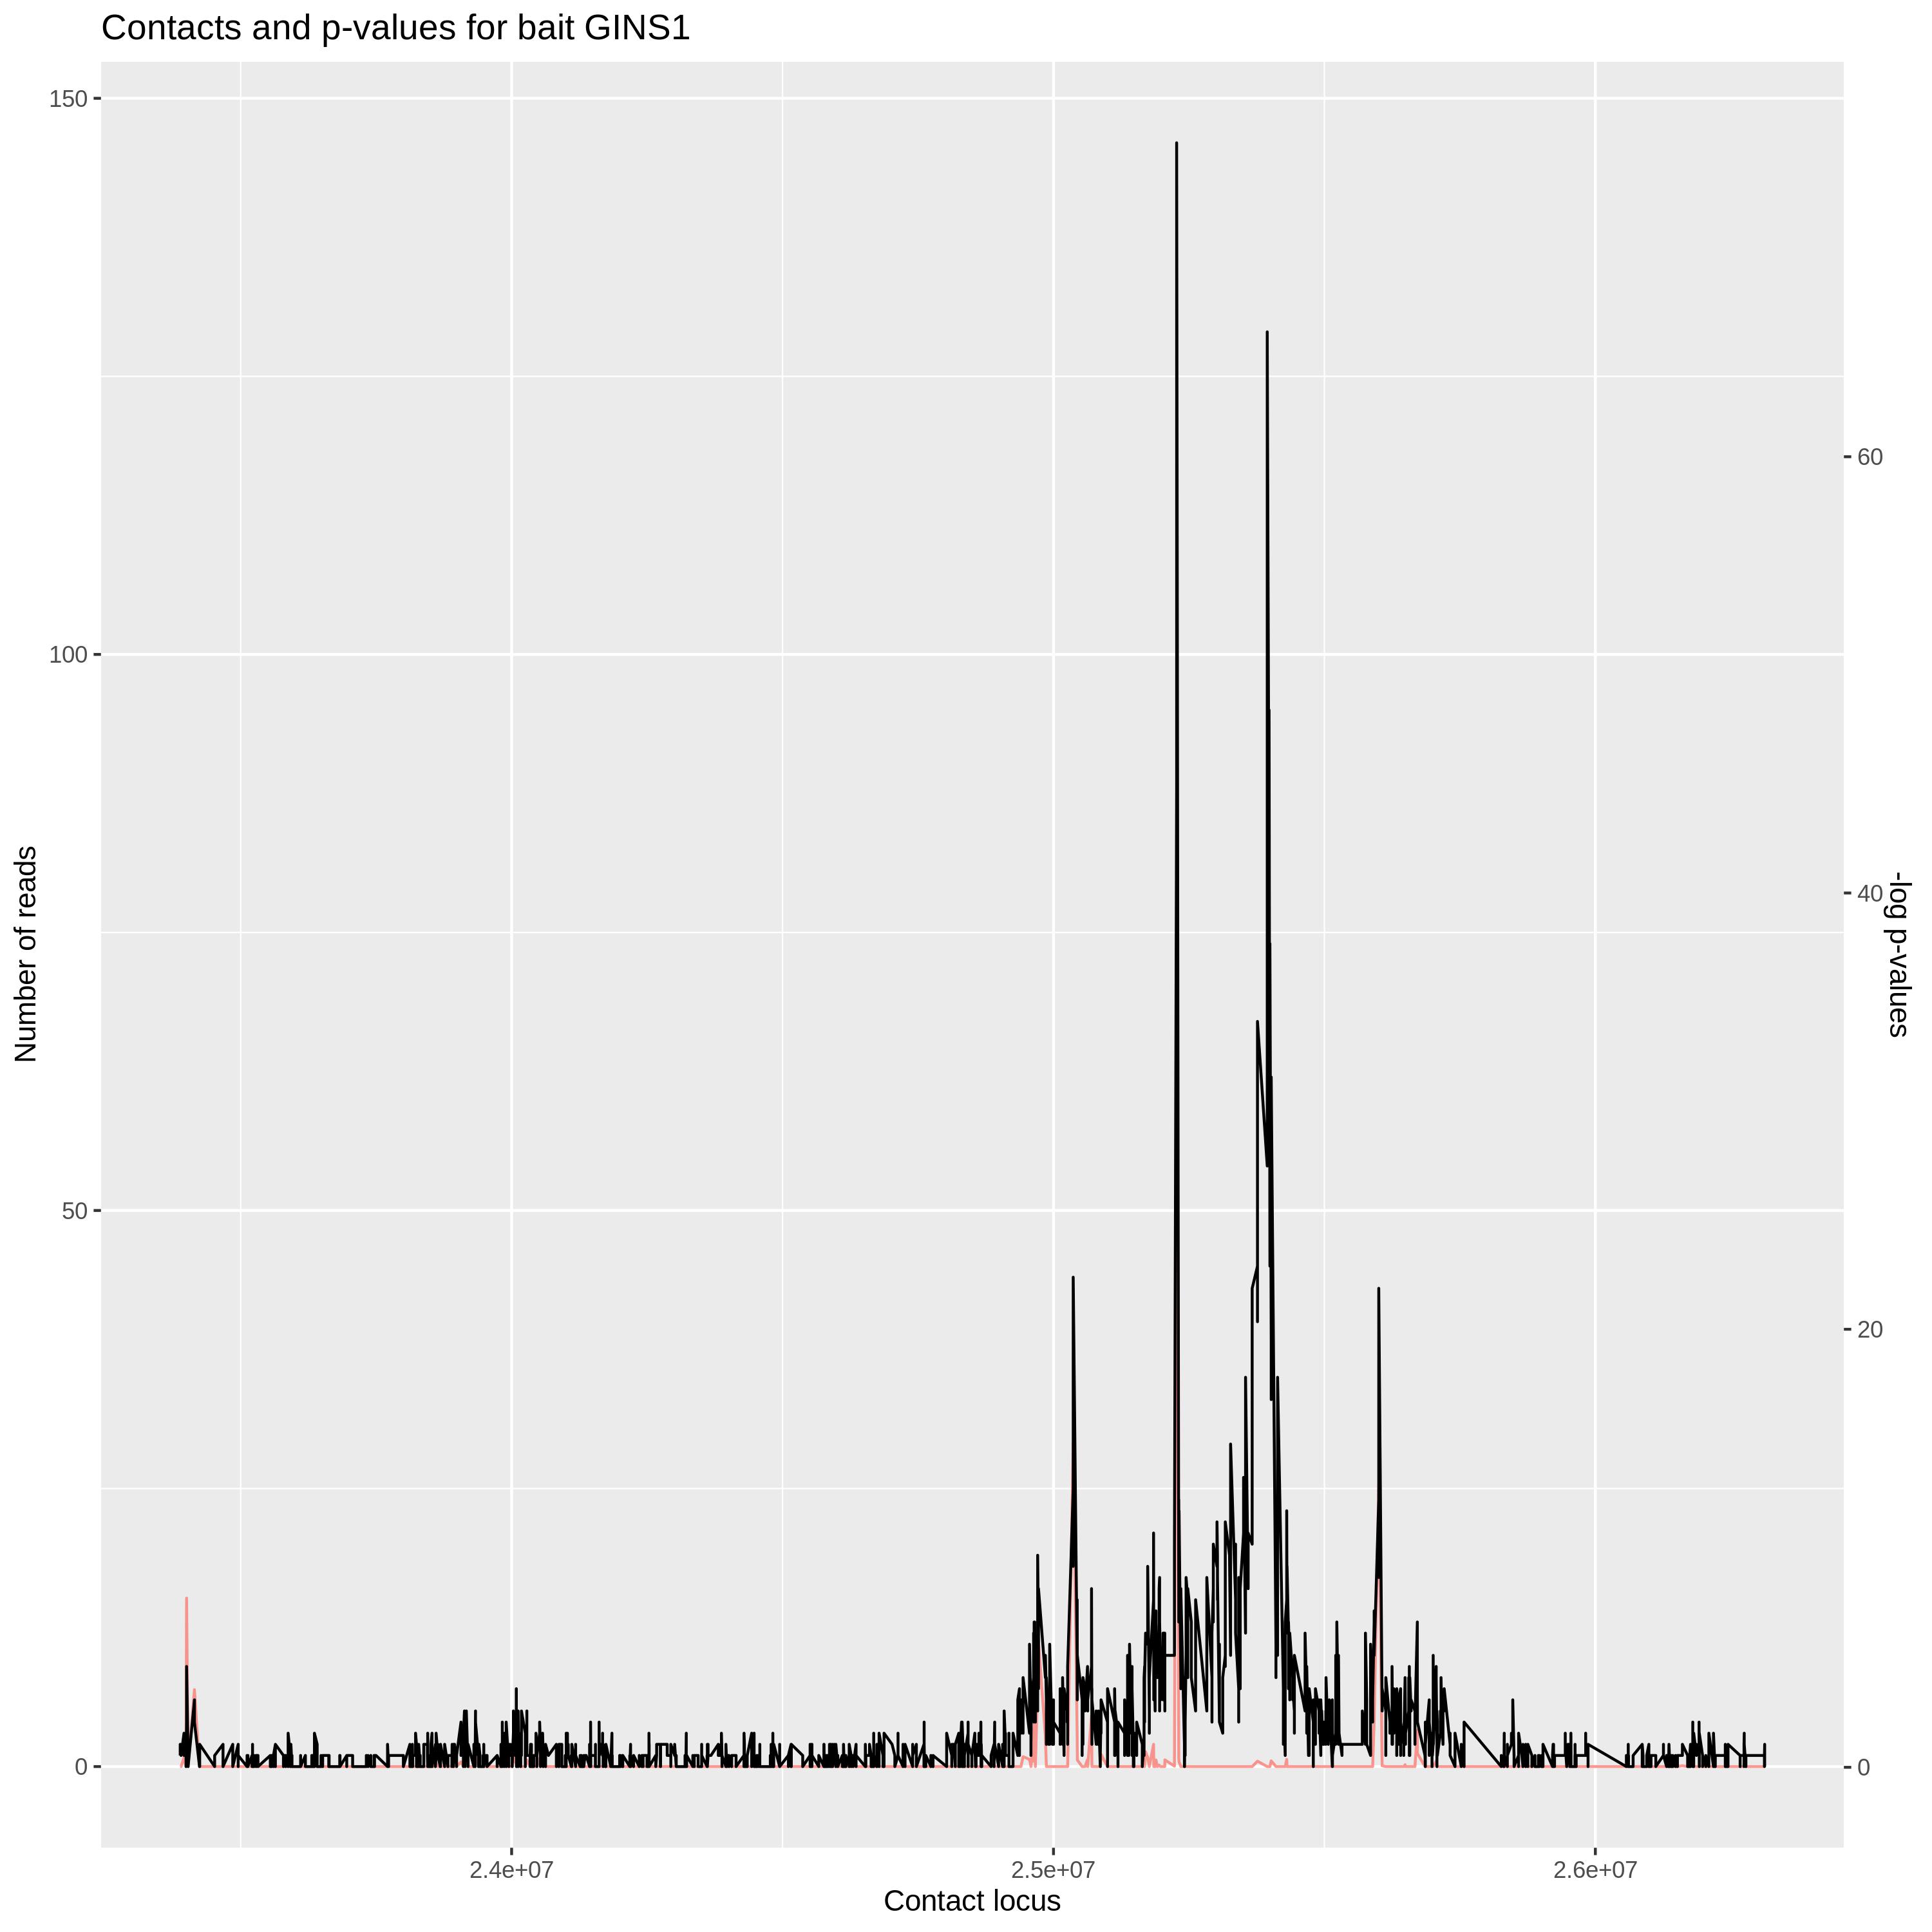 Contacts and p-values for bait GINS1
150
100
50
0
Number of reads
60
40
20
0
-log p-values
2.4e+07
2.5e+07
2.6e+07
Contact locus